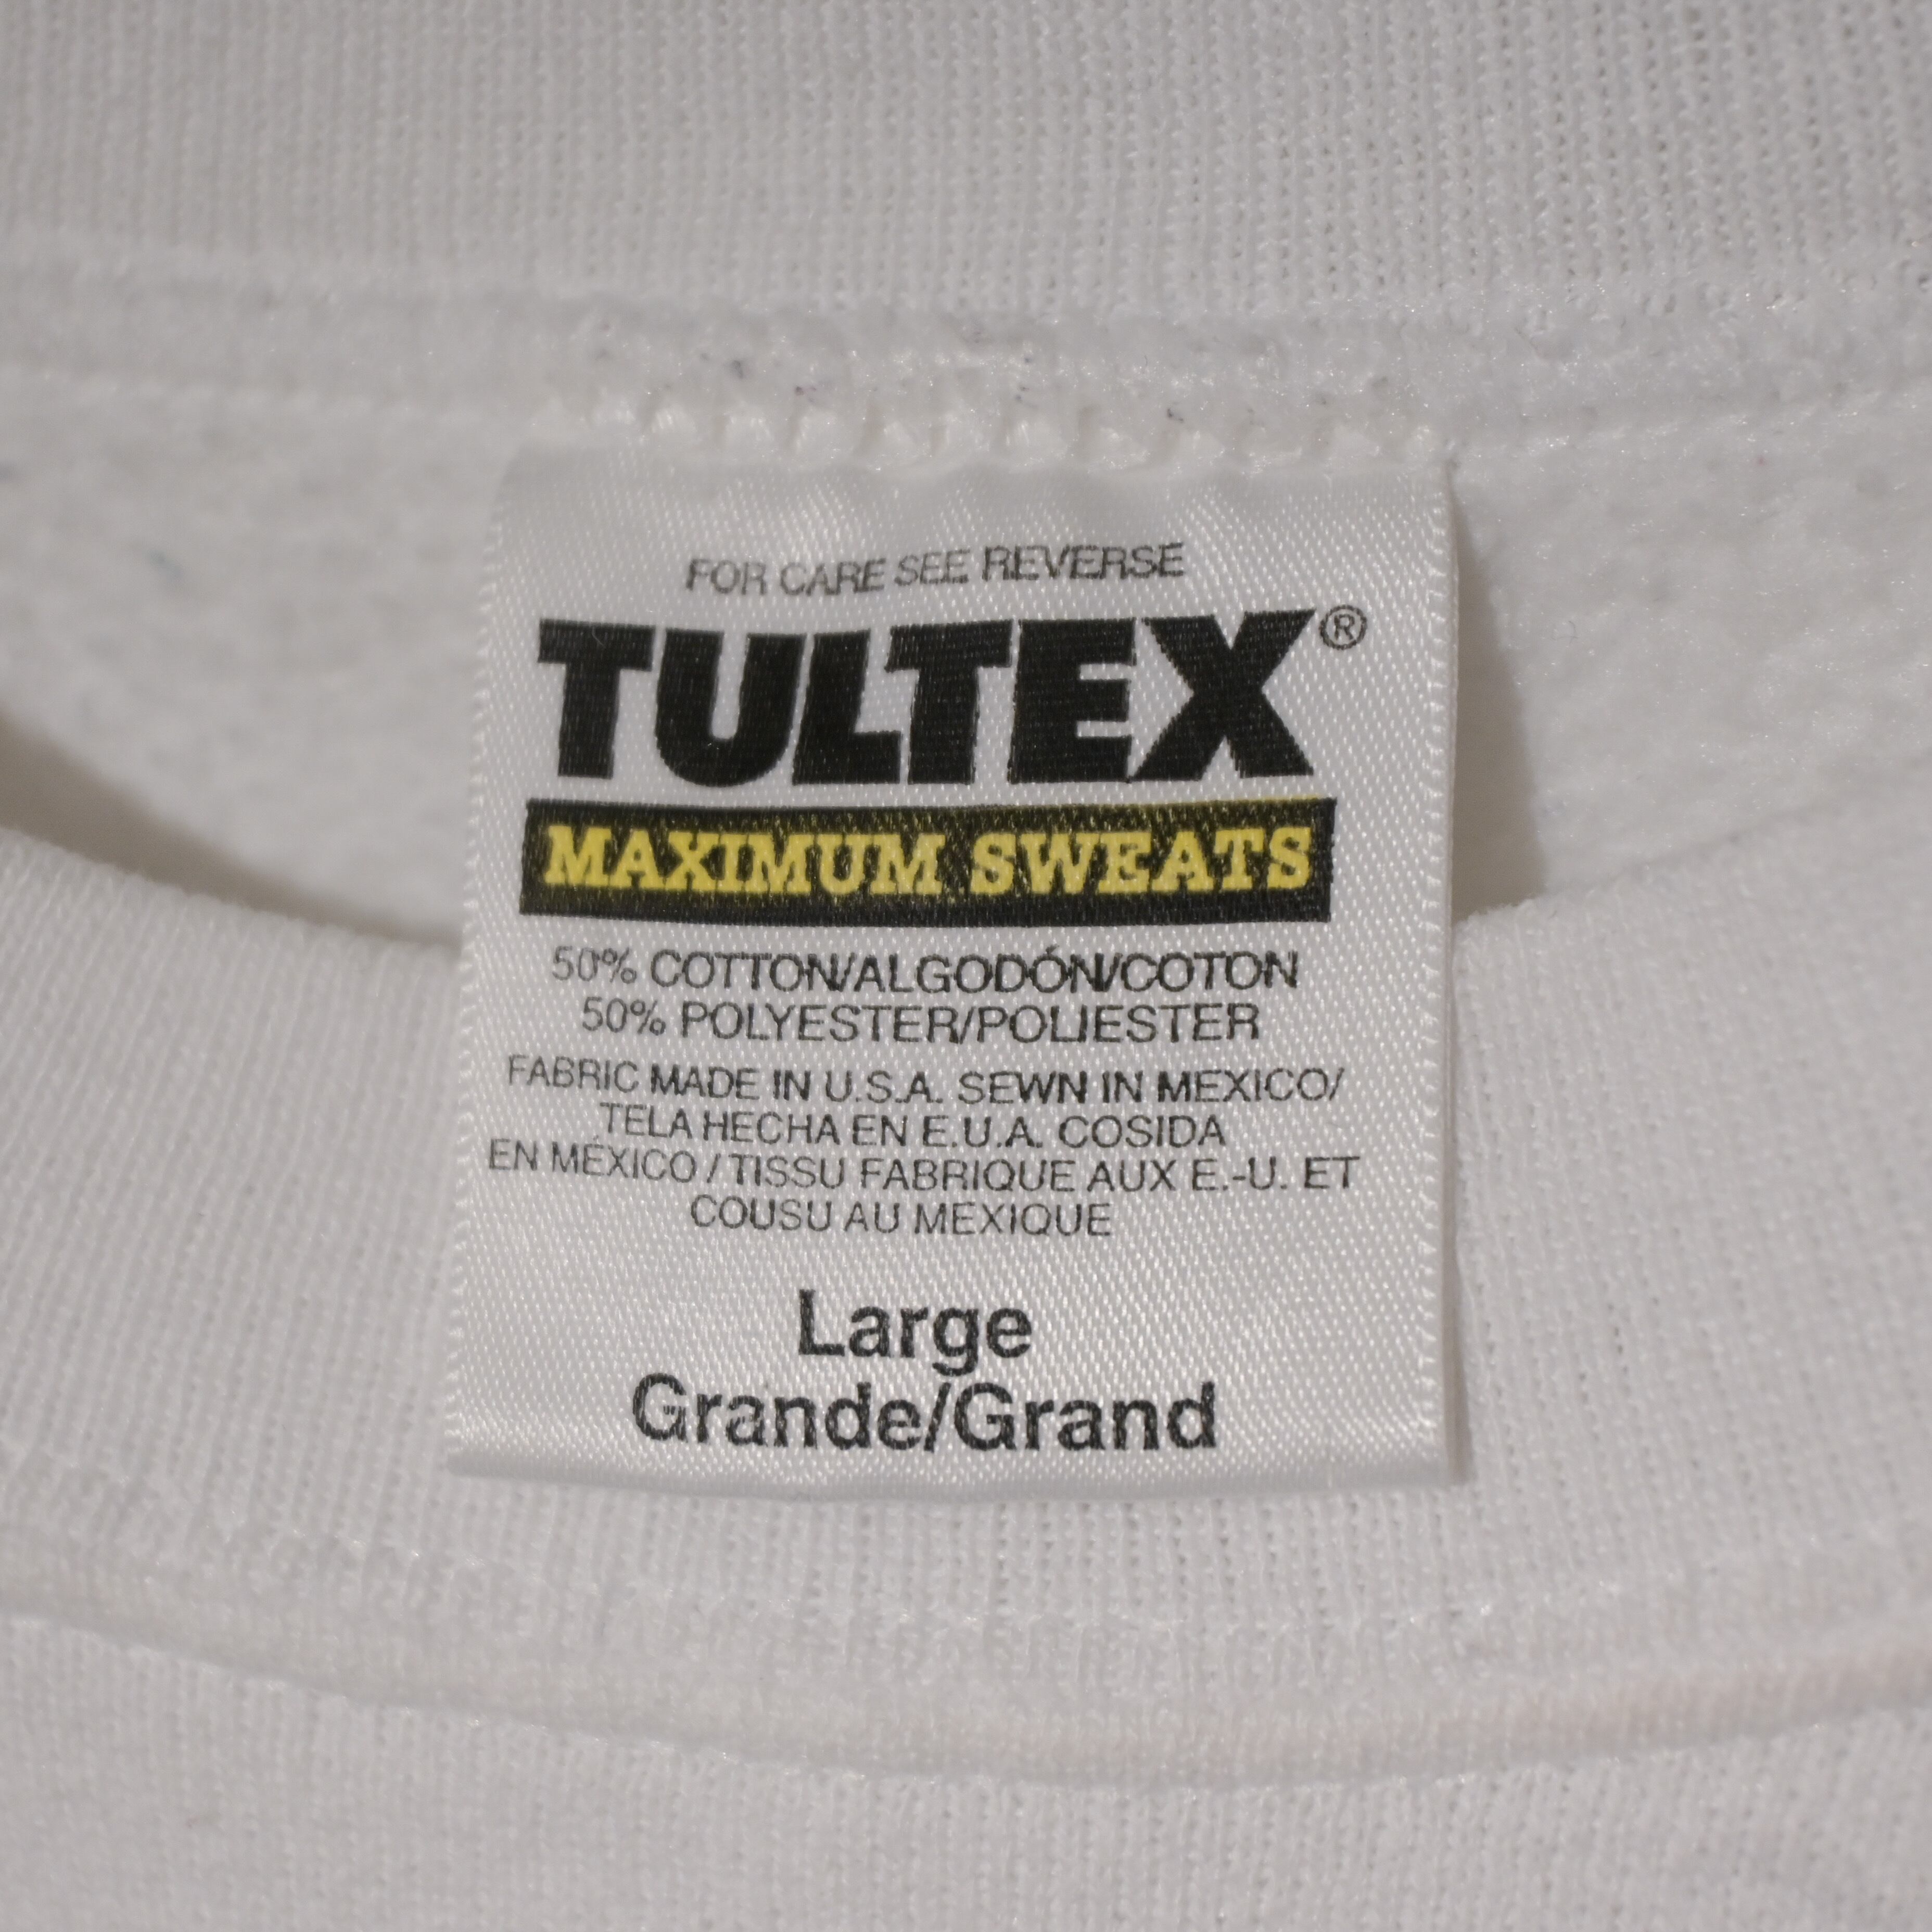 FOR CARE SEE REVERSE
TULTEX®
MAXIMUM SWEATS
50% COTTON/ALGODÓN/COTON
50% POLYESTER/POLIESTER
FABRIC MADE IN U.S.A. SEWN IN MEXICO/
TELA HECHA EN E.U.A. COSIDA
EN MÉXICO / TISSU FABRIQUE AUX E.-U. ET
COUSU AU MEXIQUE
Large
Grande/Grand